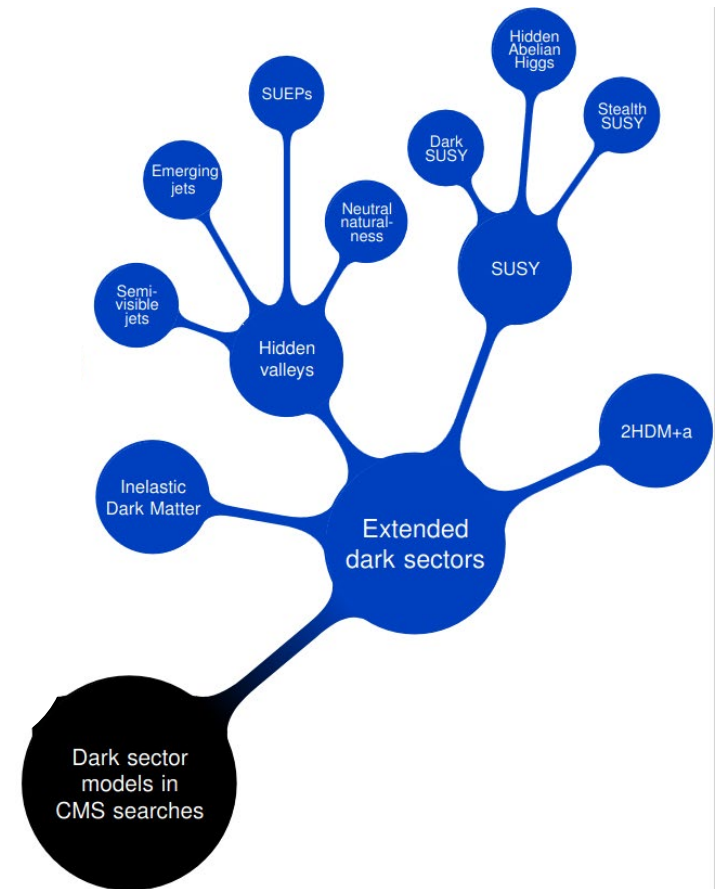 Hidden
Abelian
Higgs
SUEPs
Stealth
SUSY
Dark
SUSY
Emerging
jets
Neutral
natural-
ness
SUSY
Semi-
visible
jets
Hidden
valleys
2HDM+a
Inelastic
Dark Matter
Extended
dark sectors
Dark sector
models in
CMS searches